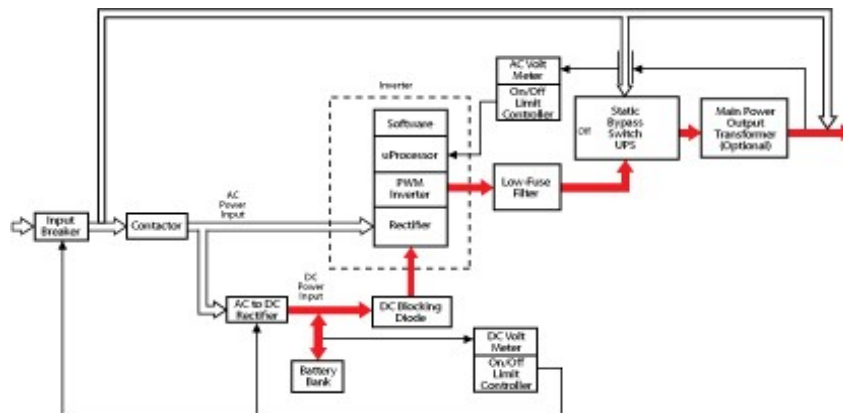 Inverter
Software
uProcessor
PWM
Inverter
Rectifier
AC Volt
Meter
On/Off
Limit
Controller
Off
Static
Bypass
Switch
UPS
Main Power
Output
Transformer
(Optional)
Low-Fuse
Filter
Input
Breaker
Contactor
AC
Power
Input
AC to DC
Rectifier
DC
Power
Input
DC Blocking
Diode
Battery
Bank
DC Volt
Meter
On/Off
Limit
Controller